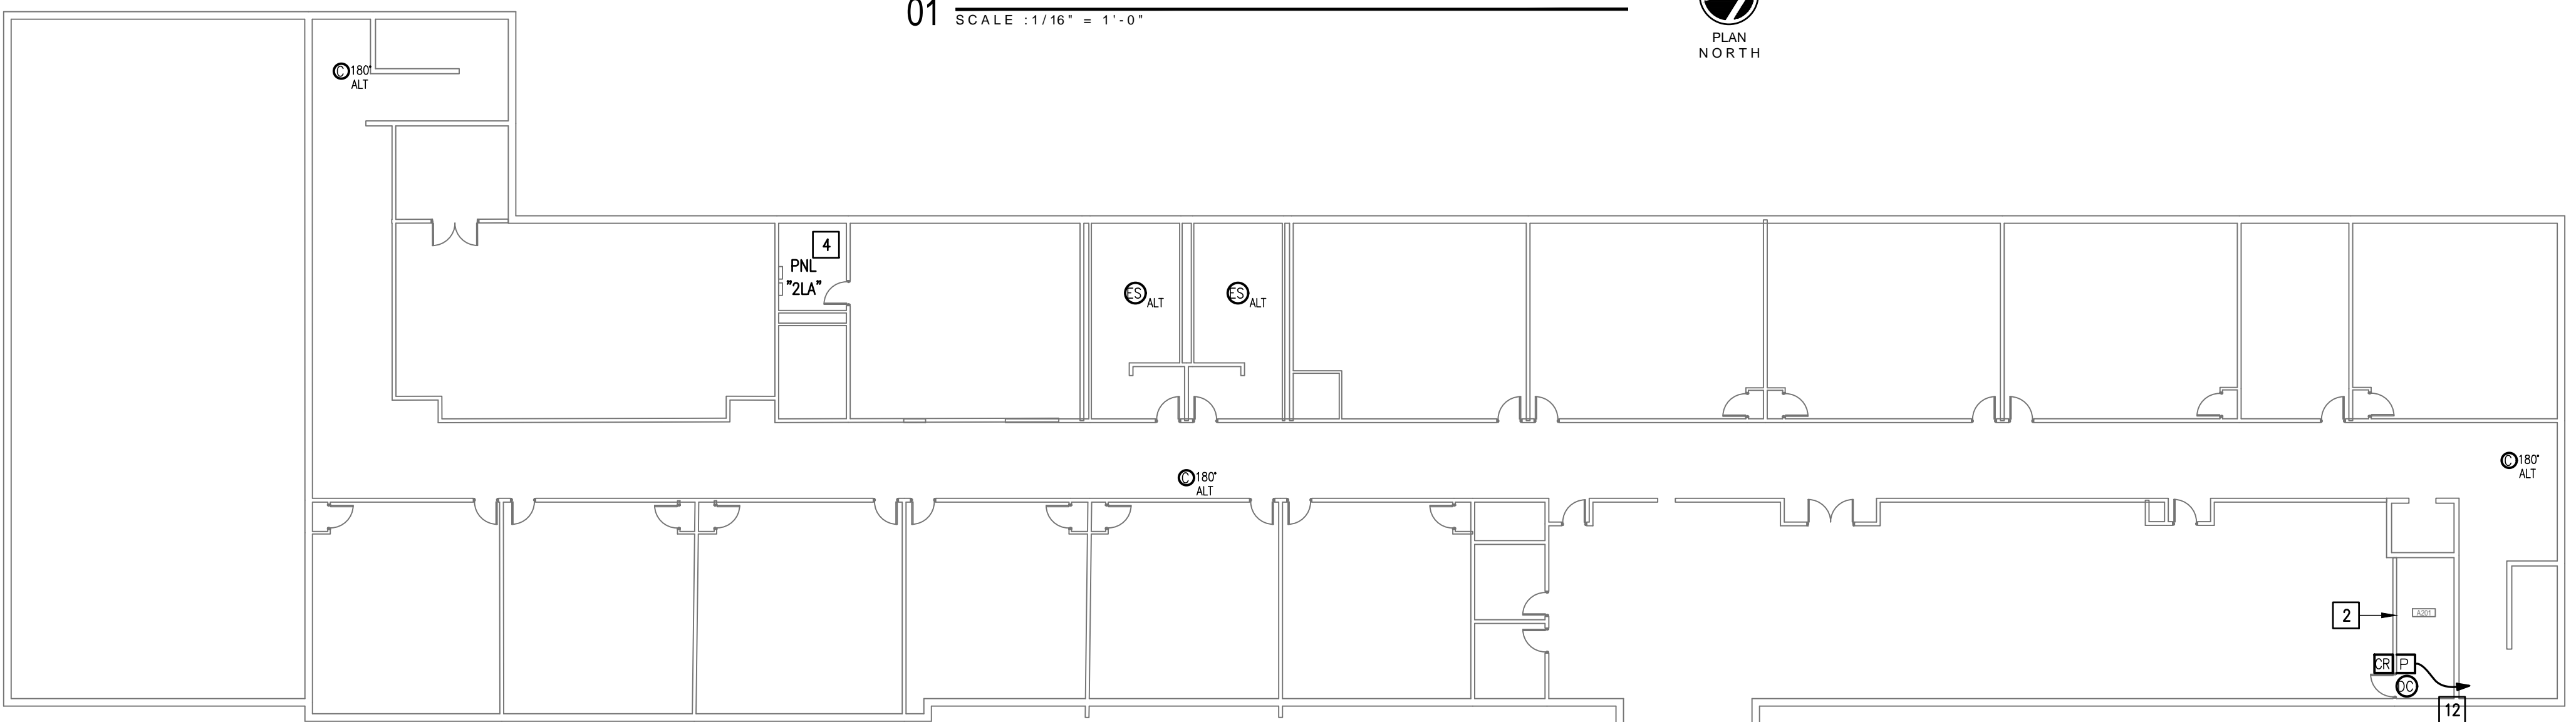 01
SCALE :1/16" = 1'-0"
PLAN
NORTH
C 180°
ALT
4
PNL
"2LA"
ES ALT
ES ALT
C 180°
ALT
C 180°
ALT
2
A201
CR P
DC
12